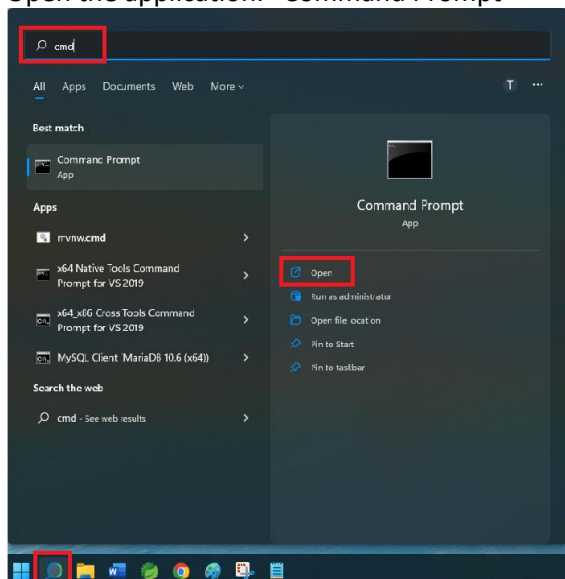 Open the application: "Command Prompt"
cmd
All Apps Documents Web More
T ...
Best match
Command Prompt
App
Apps
mvnw.cmd
x64 Native Tools Command
Prompt for VS 2019
x64_x86 Cross Tools Command
Prompt for VS 2019
MySQL Client (MariaDB 10.6 (x64))
Search the web
cmd - See web results
Command Prompt
App
Open
Run as administrator
Open file location
Pin to Start
Pin to taskbar